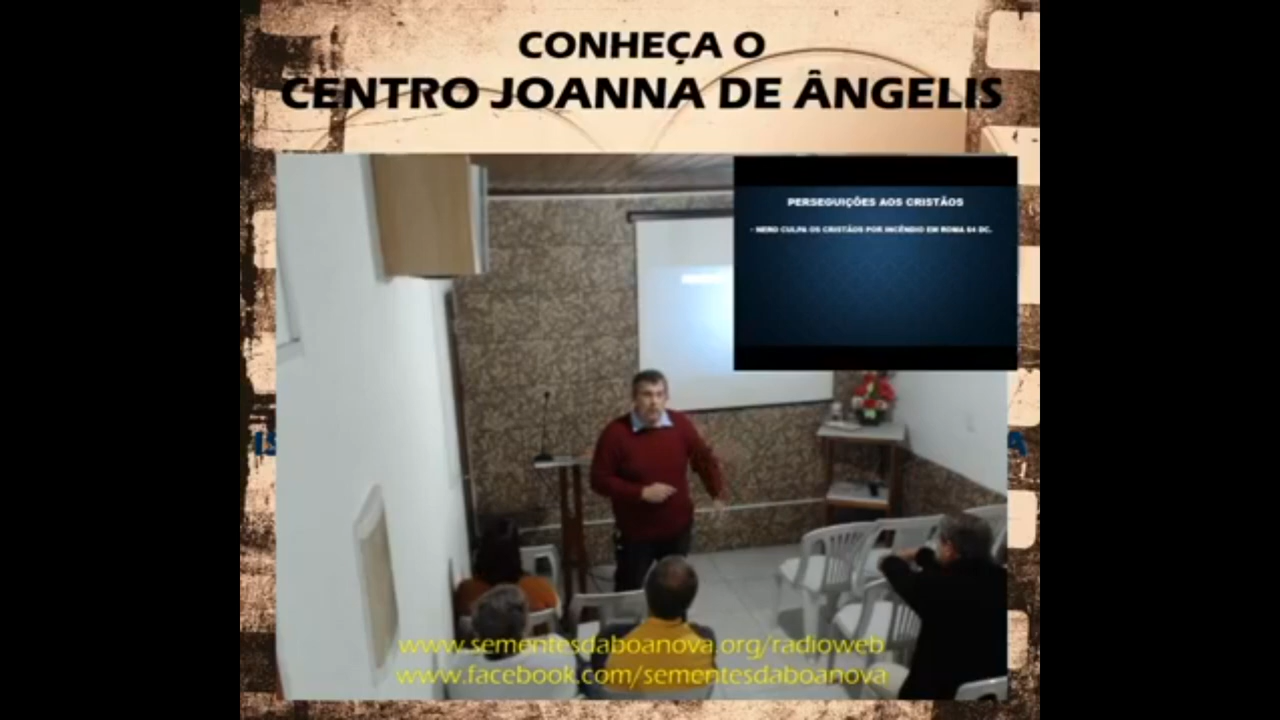 CONHEÇA O
CENTRO JOANNA DE ÂNGELIS
PERSEGUIÇÕES AOS CRISTÃOS
- NERO CULPA OS CRISTÃOS POR INCÊNDIO EM ROMA 64 DC.
IS
A
www.sementesdaboanova.org/radioweb
www.facebook.com/sementesdaboanova